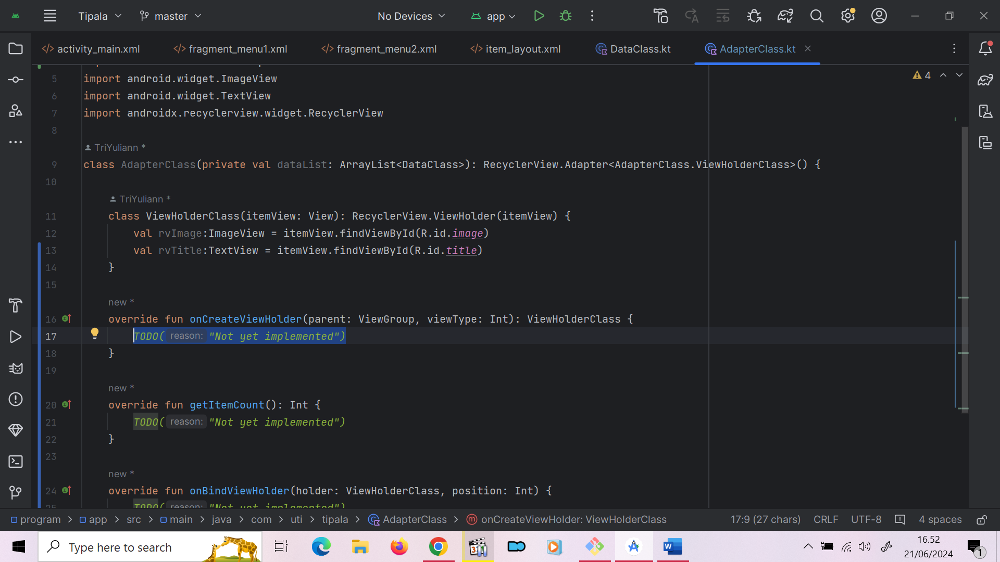 Tipala
master
No Devices
app
activity_main.xml
fragment_menu1.xml
fragment_menu2.xml
item_layout.xml
DataClass.kt
AdapterClass.kt
4
5 import android.widget.ImageView
6 import android.widget.TextView
7 import androidx.recyclerview.widget.RecyclerView
8
TriYuliann *
9 class AdapterClass(private val dataList: ArrayList<DataClass>): RecyclerView.Adapter<AdapterClass.ViewHolderClass>() {
10
TriYuliann *
11 class ViewHolderClass(itemView: View): RecyclerView.ViewHolder(itemView) {
12 val rvImage:ImageView = itemView.findViewById(R.id.image)
13 val rvTitle:TextView = itemView.findViewById(R.id.title)
14 }
15
new *
16 override fun onCreateViewHolder(parent: ViewGroup, viewType: Int): ViewHolderClass {
17 TODO( reason: "Not yet implemented")
18 }
19
new *
20 override fun getItemCount(): Int {
21 TODO( reason: "Not yet implemented")
22 }
23
new *
24 override fun onBindViewHolder(holder: ViewHolderClass, position: Int) {
25 TODO( reason: "Not yet implemented")
program > app > src > main > java > com > uti > tipala > AdapterClass > onCreateViewHolder: ViewHolderClass
17:9 (27 chars) CRLF UTF-8 4 spaces
Type here to search
16.52
21/06/2024
1